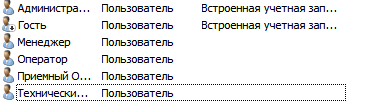 Администра... Пользователь Встроенная учетная зап...
Гость Пользователь Встроенная учетная зап...
Менеджер Пользователь
Оператор Пользователь
Приемный О... Пользователь
Технически... Пользователь